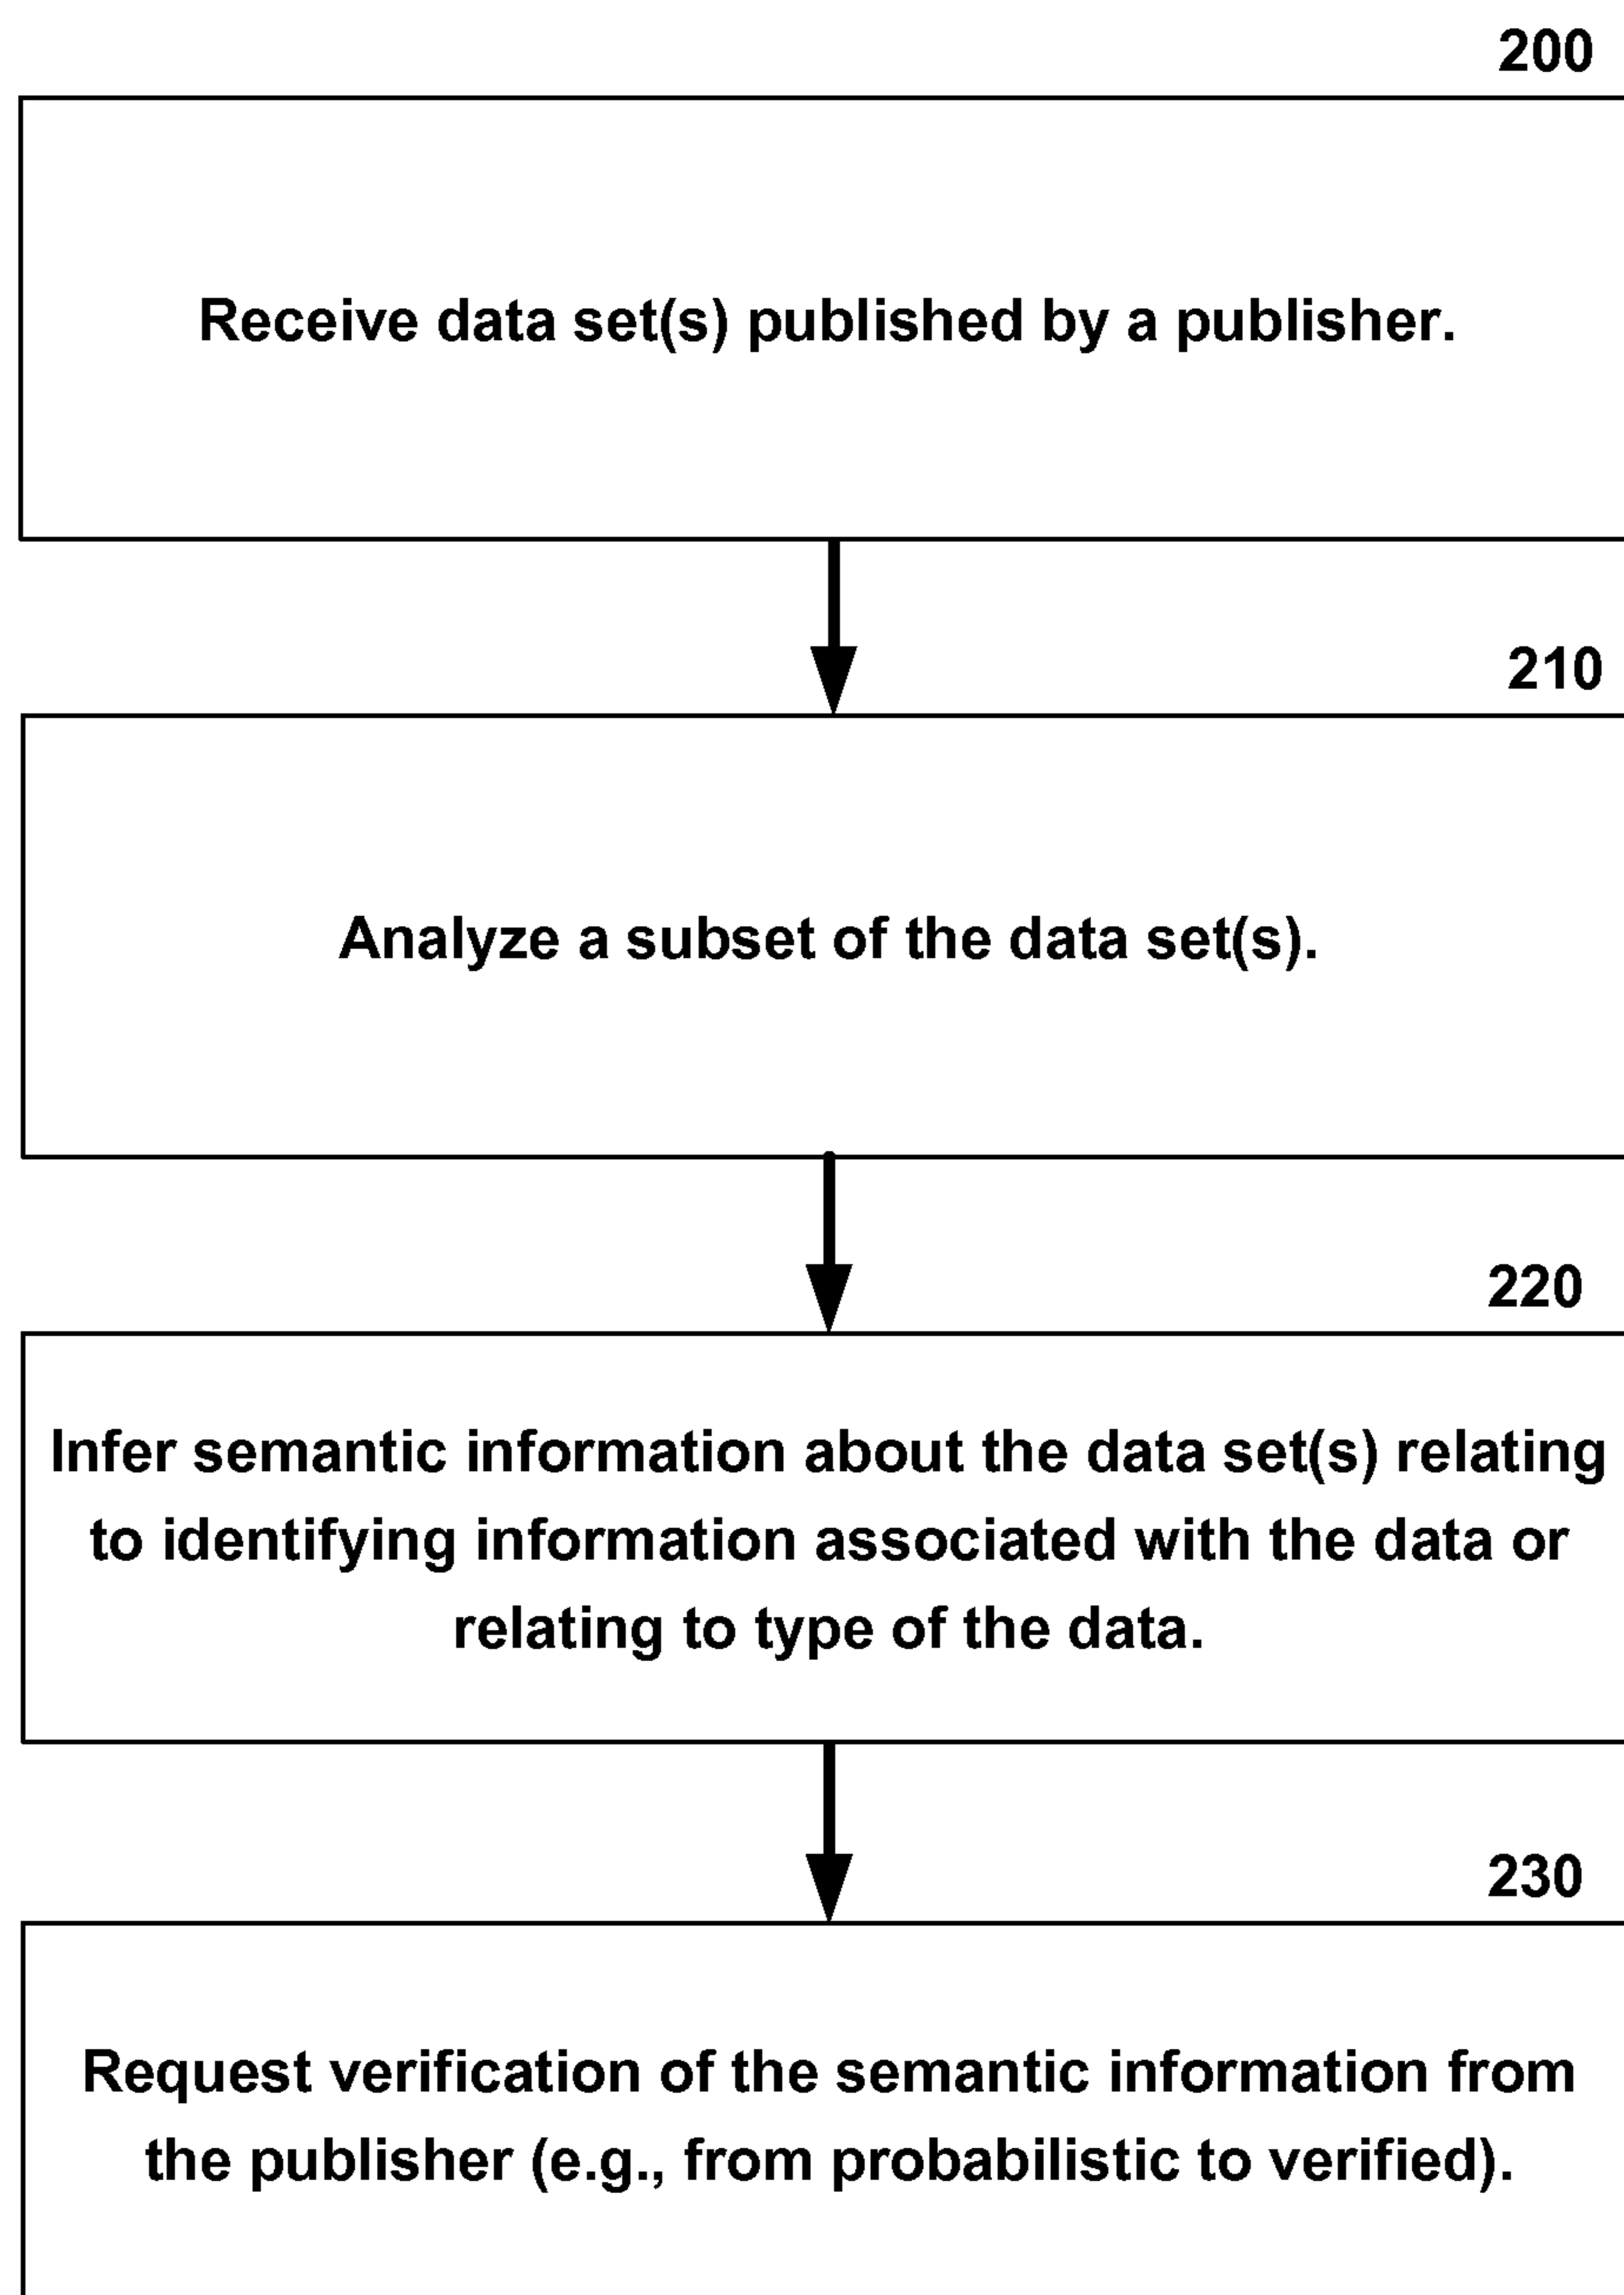 200
Receive data set(s) published by a publisher.
210
Analyze a subset of the data set(s).
220
Infer semantic information about the data set(s) relating
to identifying information associated with the data or
relating to type of the data.
230
Request verification of the semantic information from
the publisher (e.g., from probabilistic to verified).